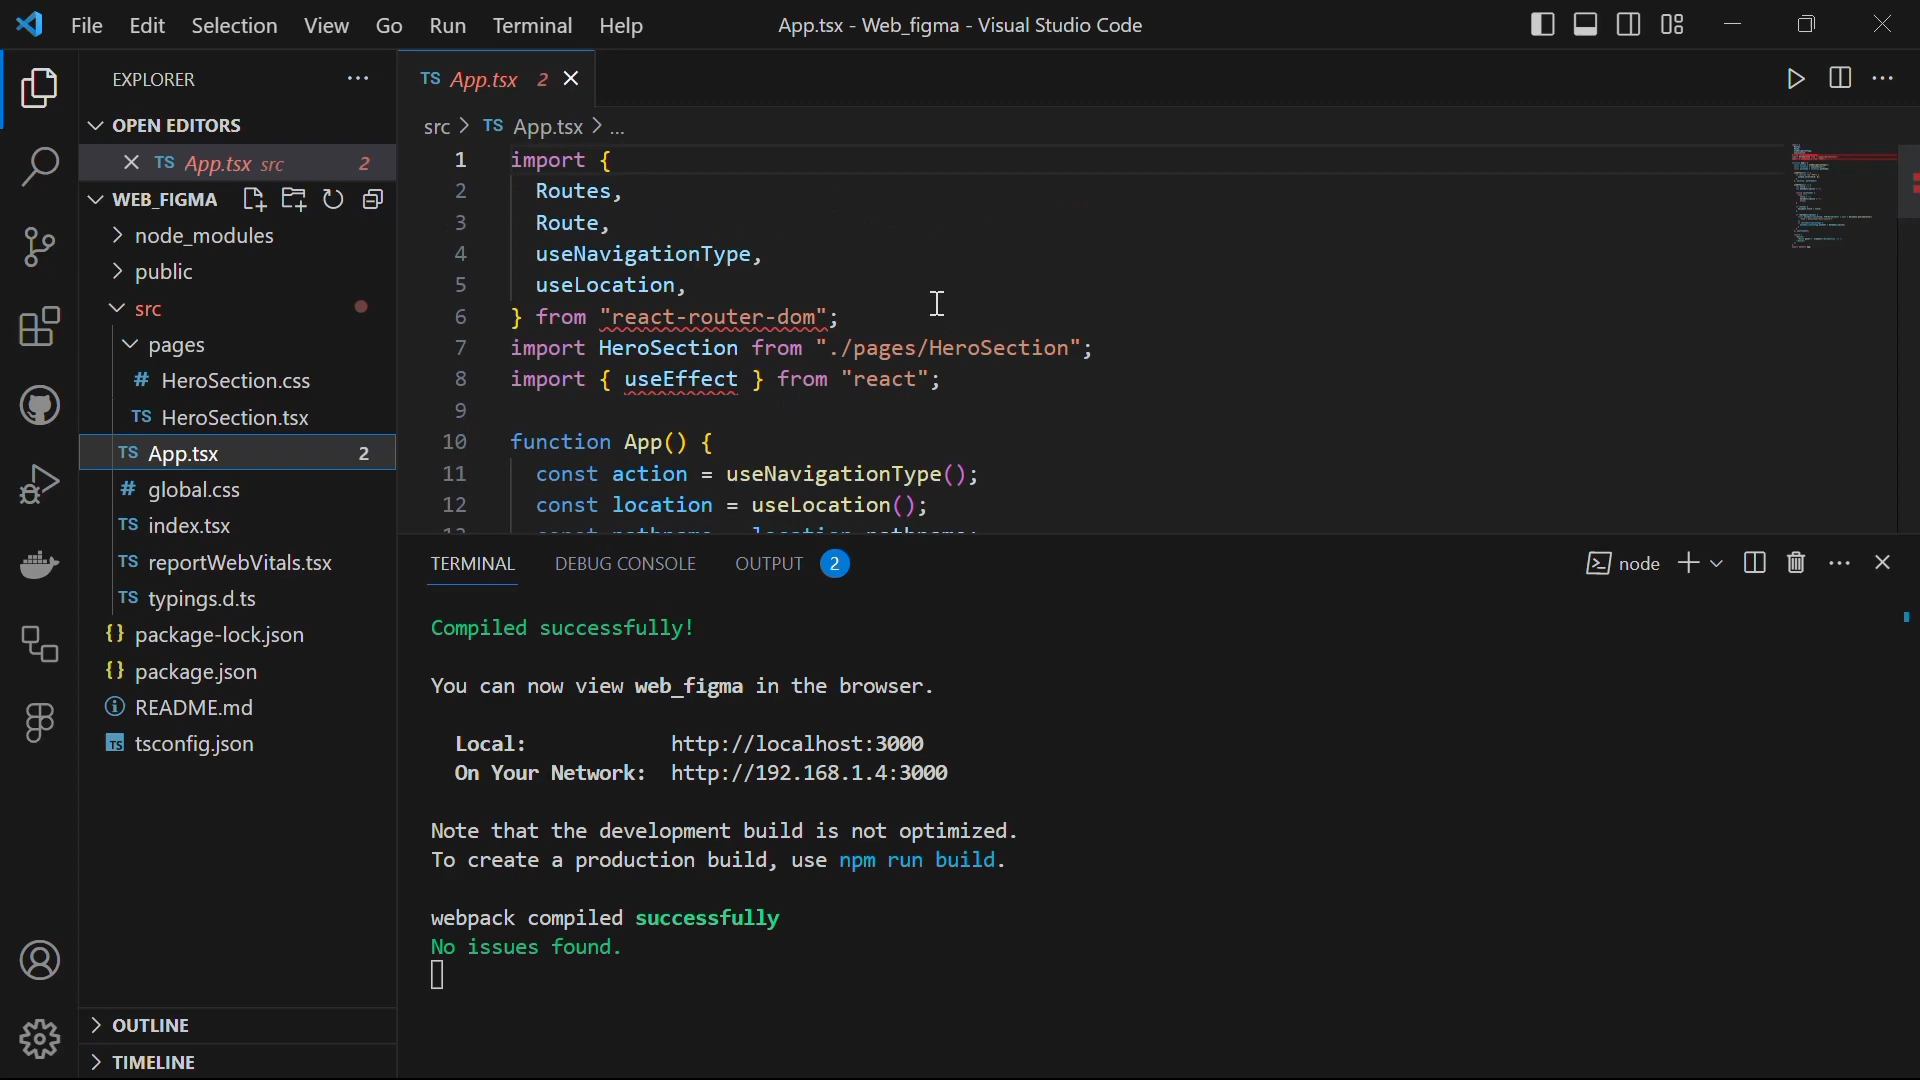 File Edit Selection View Go Run Terminal Help
App.tsx - Web_figma - Visual Studio Code
EXPLORER
OPEN EDITORS
TS App.tsx src 2
WEB_FIGMA
node_modules
public
src
pages
# HeroSection.css
TS HeroSection.tsx
TS App.tsx 2
# global.css
TS index.tsx
TS reportWebVitals.tsx
TS typings.d.ts
{} package-lock.json
{} package.json
README.md
TS tsconfig.json
OUTLINE
TIMELINE
TS App.tsx 2
src > TS App.tsx > ...
1 import {
2 Routes,
3 Route,
4 useNavigationType,
5 useLocation,
6 } from "react-router-dom";
7 import HeroSection from "./pages/HeroSection";
8 import { useEffect } from "react";
9
10 function App() {
11 const action = useNavigationType();
12 const location = useLocation();
TERMINAL DEBUG CONSOLE OUTPUT 2
node
Compiled successfully!
You can now view web_figma in the browser.
Local: http://localhost:3000
On Your Network: http://192.168.1.4:3000
Note that the development build is not optimized.
To create a production build, use npm run build.
webpack compiled successfully
No issues found.